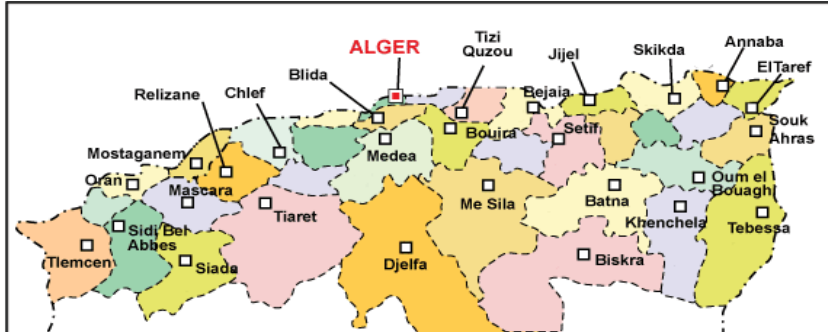 Annaba
Skikda
Tizi
Quzou
ALGER
Jijel
ElTaref
Blida
Bejaia
Chlef
Relizane
Souk
Ahras
Bouira
Setif
Mostaganem
Medea
Oran
Oum el
Bouaghi
Mascara
Me Sila
Batna
Tiaret
Khenchela
Tebessa
Sidi Bel
Abbes
Tlemcen
Siada
Djelfa
Biskra